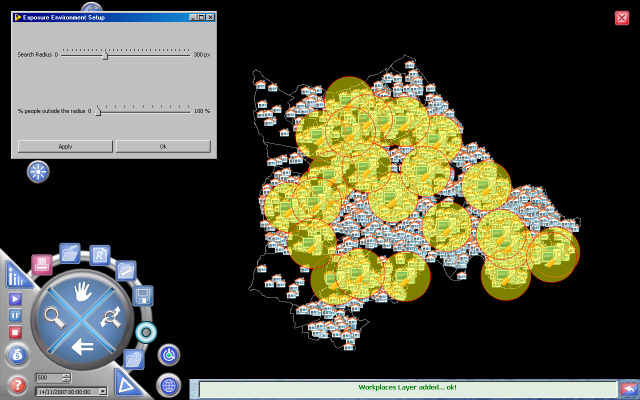 Exposure Environment Setup
Search Radius 0 300 px
% people outside the radius 0 100 %
Apply Ok
500
14/11/2007 00:00:00
Workplaces Layer added... ok!